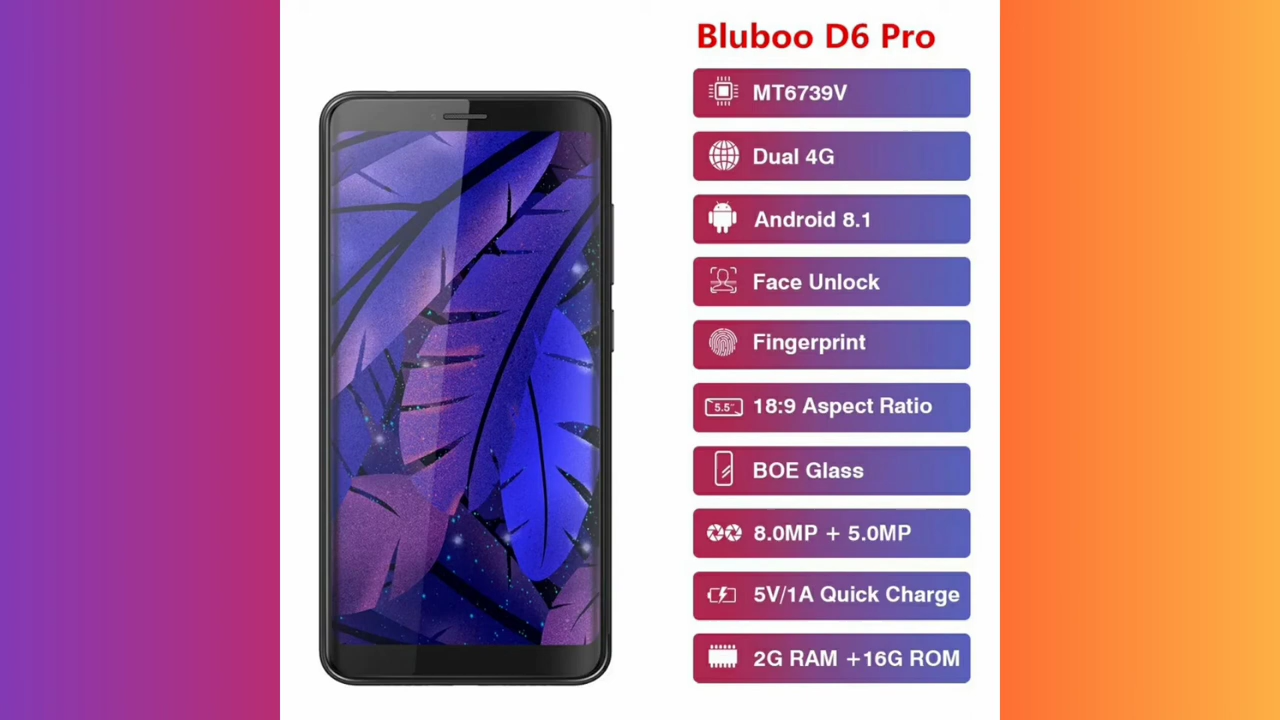 Bluboo D6 Pro
MT6739V
Dual 4G
Android 8.1
Face Unlock
Fingerprint
5.5" 18:9 Aspect Ratio
BOE Glass
8.0MP + 5.0MP
5V/1A Quick Charge
2G RAM +16G ROM